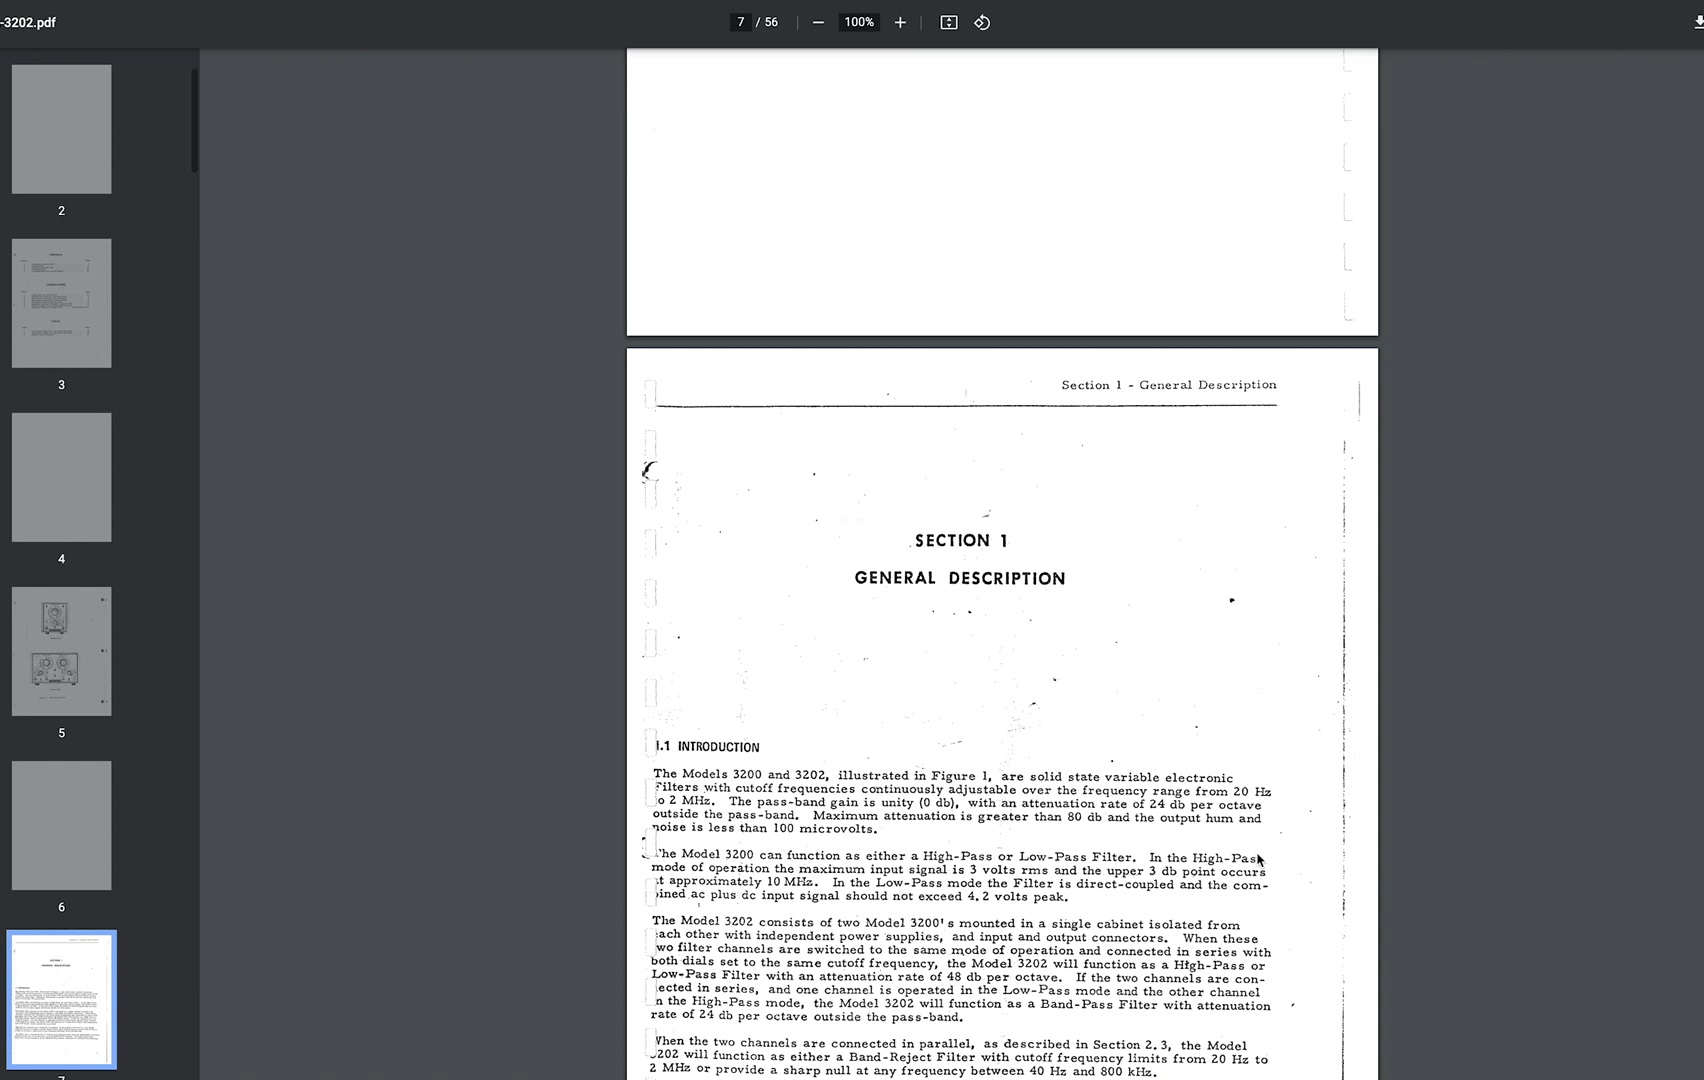 -3202.pdf
7 / 56
100%
2
3
4
5
6
Section 1 - General Description
SECTION 1
GENERAL DESCRIPTION
1.1 INTRODUCTION
The Models 3200 and 3202, illustrated in Figure 1, are solid state variable electronic
Filters with cutoff frequencies continuously adjustable over the frequency range from 20 Hz
to 2 MHz. The pass-band gain is unity (0 db), with an attenuation rate of 24 db per octave
outside the pass-band. Maximum attenuation is greater than 80 db and the output hum and
noise is less than 100 microvolts.
The Model 3200 can function as either a High-Pass or Low-Pass Filter. In the High-Pass
mode of operation the maximum input signal is 3 volts rms and the upper 3 db point occurs
at approximately 10 MHz. In the Low-Pass mode the Filter is direct-coupled and the com-
bined ac plus dc input signal should not exceed 4.2 volts peak.
The Model 3202 consists of two Model 3200's mounted in a single cabinet isolated from
each other with independent power supplies, and input and output connectors. When these
two filter channels are switched to the same mode of operation and connected in series with
both dials set to the same cutoff frequency, the Model 3202 will function as a High-Pass or
Low-Pass Filter with an attenuation rate of 48 db per octave. If the two channels are con-
nected in series, and one channel is operated in the Low-Pass mode and the other channel
in the High-Pass mode, the Model 3202 will function as a Band-Pass Filter with attenuation
rate of 24 db per octave outside the pass-band.
When the two channels are connected in parallel, as described in Section 2.3, the Model
3202 will function as either a Band-Reject Filter with cutoff frequency limits from 20 Hz to
2 MHz or provide a sharp null at any frequency between 40 Hz and 800 kHz.